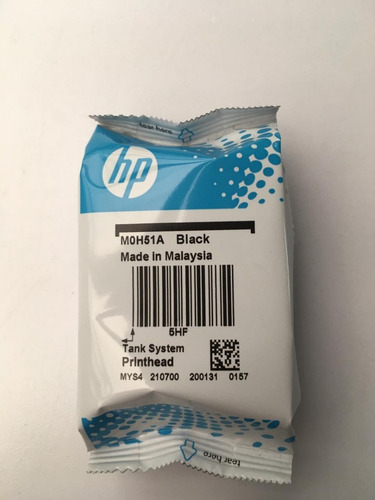 tear here
hp
M0H51A Black
Made in Malaysia
5HF
Tank System
Printhead
MYS4 210700 200131 0157
tear here